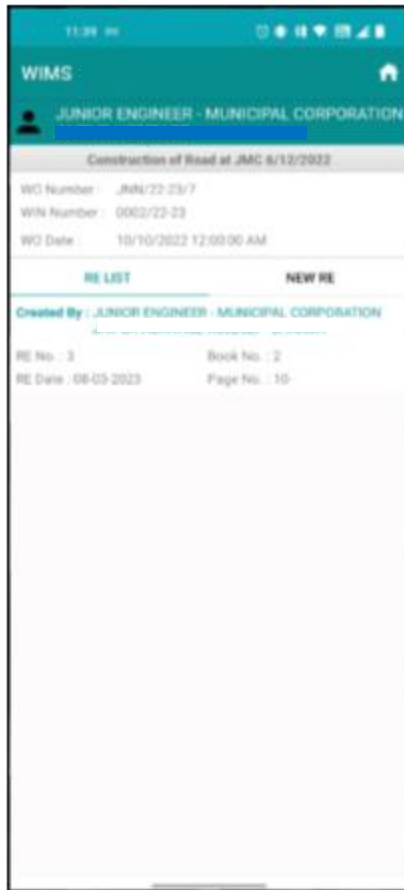 11:39
WIMS
JUNIOR ENGINEER - MUNICIPAL CORPORATION
Construction of Road at JMC 6/12/2022
WO Number : JNN/22-23/7
WIN Number : 0002/22-23
WO Date : 10/10/2022 12:00:00 AM
RE LIST NEW RE
Created By : JUNIOR ENGINEER - MUNICIPAL CORPORATION
RE No. : 3 Book No. : 2
RE Date : 08-03-2023 Page No. : 10